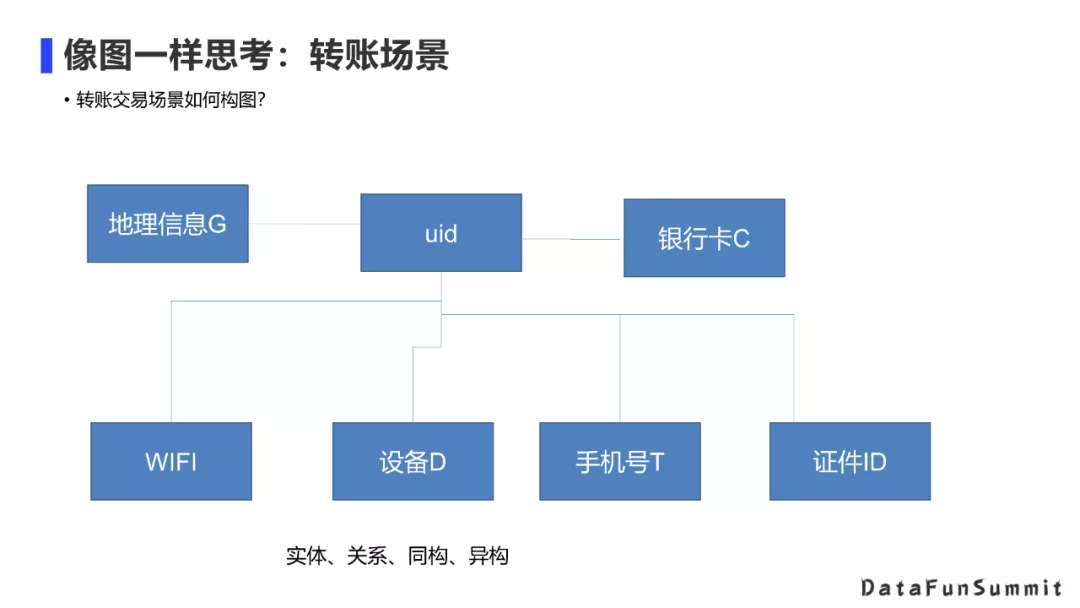 像图一样思考：转账场景
• 转账交易场景如何构图？
地理信息G
uid
银行卡C
WIFI
设备D
手机号T
证件ID
实体、关系、同构、异构
DataFunSummit